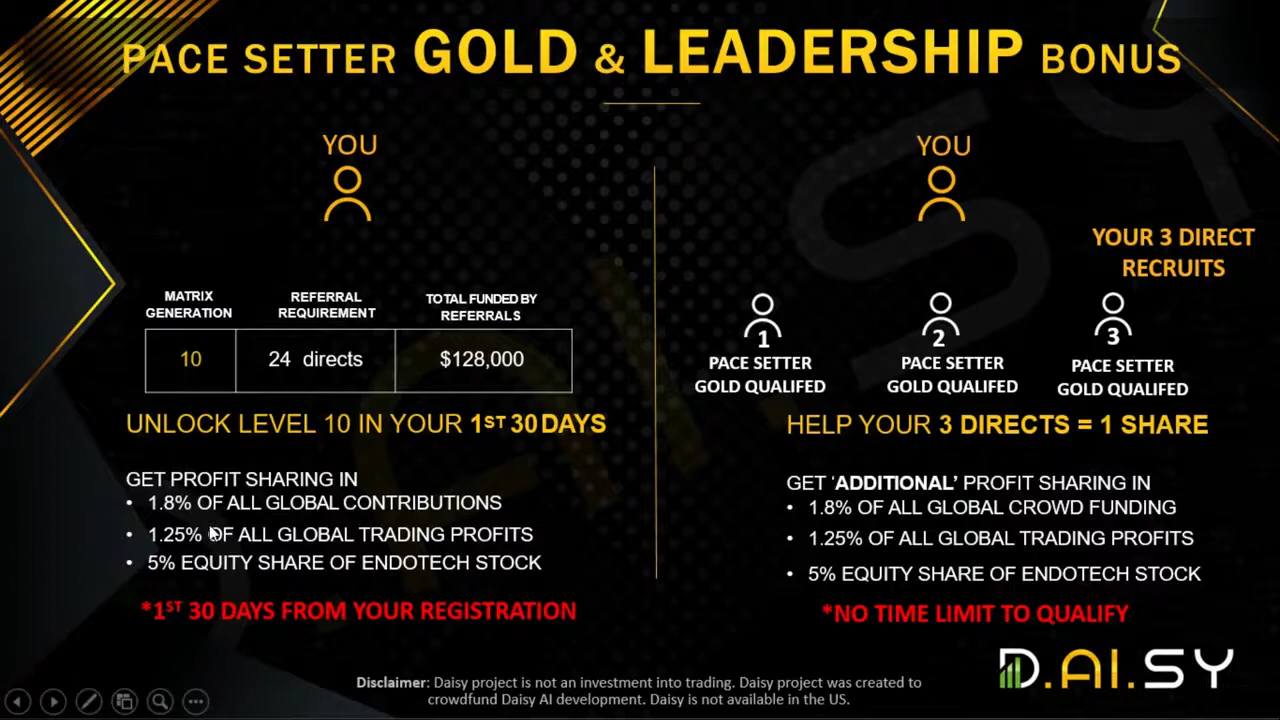 PACE SETTER GOLD & LEADERSHIP BONUS
YOU
MATRIX GENERATION
REFERRAL REQUIREMENT
TOTAL FUNDED BY REFERRALS
10
24 directs
$128,000
UNLOCK LEVEL 10 IN YOUR 1ST 30 DAYS
GET PROFIT SHARING IN
• 1.8% OF ALL GLOBAL CONTRIBUTIONS
• 1.25% OF ALL GLOBAL TRADING PROFITS
• 5% EQUITY SHARE OF ENDOTECH STOCK
*1ST 30 DAYS FROM YOUR REGISTRATION
YOU
YOUR 3 DIRECT
RECRUITS
1
PACE SETTER
GOLD QUALIFED
2
PACE SETTER
GOLD QUALIFED
3
PACE SETTER
GOLD QUALIFED
HELP YOUR 3 DIRECTS = 1 SHARE
GET ‘ADDITIONAL’ PROFIT SHARING IN
• 1.8% OF ALL GLOBAL CROWD FUNDING
• 1.25% OF ALL GLOBAL TRADING PROFITS
• 5% EQUITY SHARE OF ENDOTECH STOCK
*NO TIME LIMIT TO QUALIFY
Disclaimer: Daisy project is not an investment into trading. Daisy project was created to
crowdfund Daisy AI development. Daisy is not available in the US.
D.AI.SY